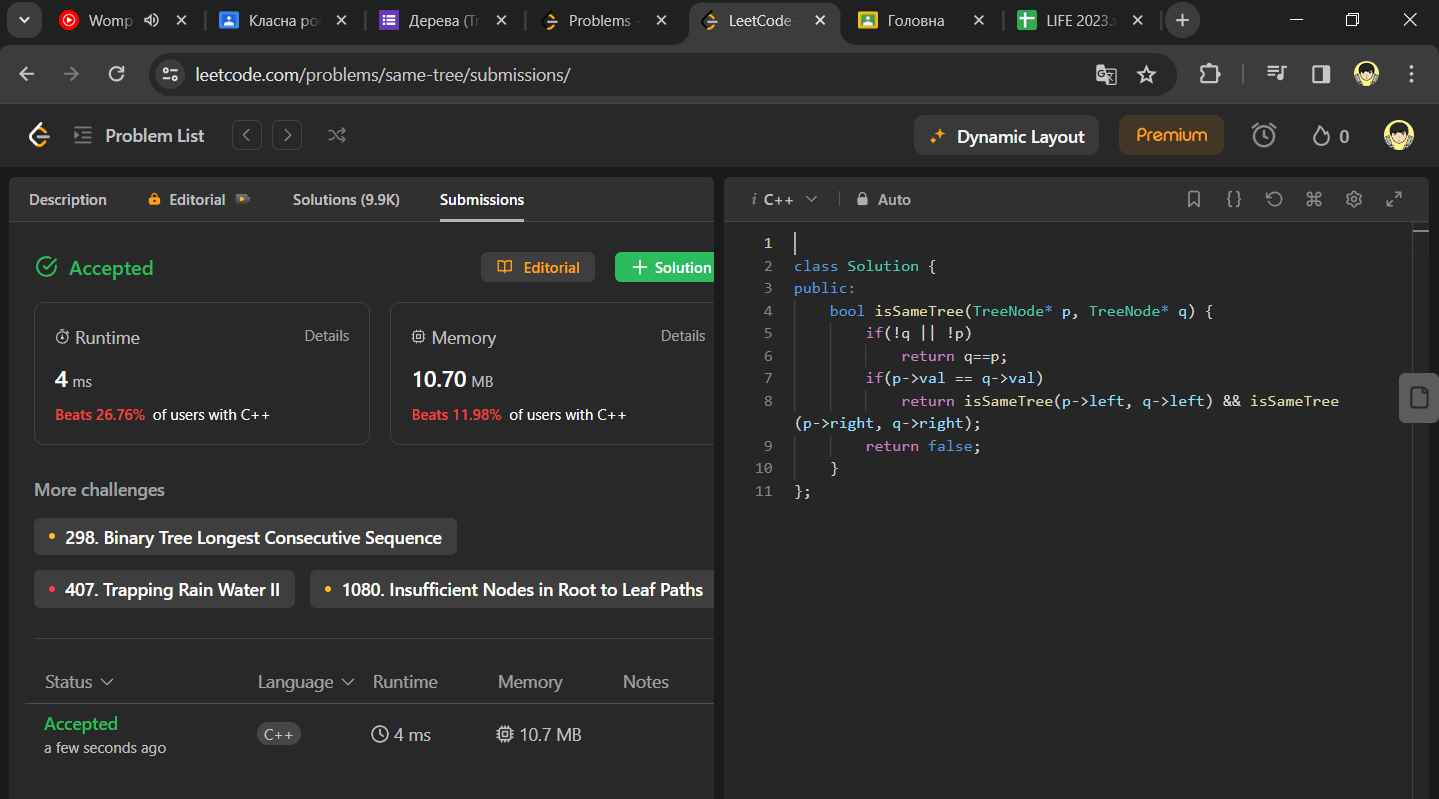 Womp
Класна ро
Дерева (Tr
Problems -
LeetCode -
Головна
LIFE 2023.x
leetcode.com/problems/same-tree/submissions/
Problem List
Dynamic Layout
Premium
0
Description
Editorial
Solutions (9.9K)
Submissions
Accepted
Editorial
Solution
Runtime
Details
4 ms
Beats 26.76% of users with C++
Memory
Details
10.70 MB
Beats 11.98% of users with C++
More challenges
298. Binary Tree Longest Consecutive Sequence
407. Trapping Rain Water II
1080. Insufficient Nodes in Root to Leaf Paths
Status Language Runtime Memory Notes
Accepted
a few seconds ago
C++
4 ms
10.7 MB
i C++
Auto
1
2 class Solution {
3 public:
4 bool isSameTree(TreeNode* p, TreeNode* q) {
5 if(!q || !p)
6 return q==p;
7 if(p->val == q->val)
8 return isSameTree(p->left, q->left) && isSameTree
(p->right, q->right);
9 return false;
10 }
11 };